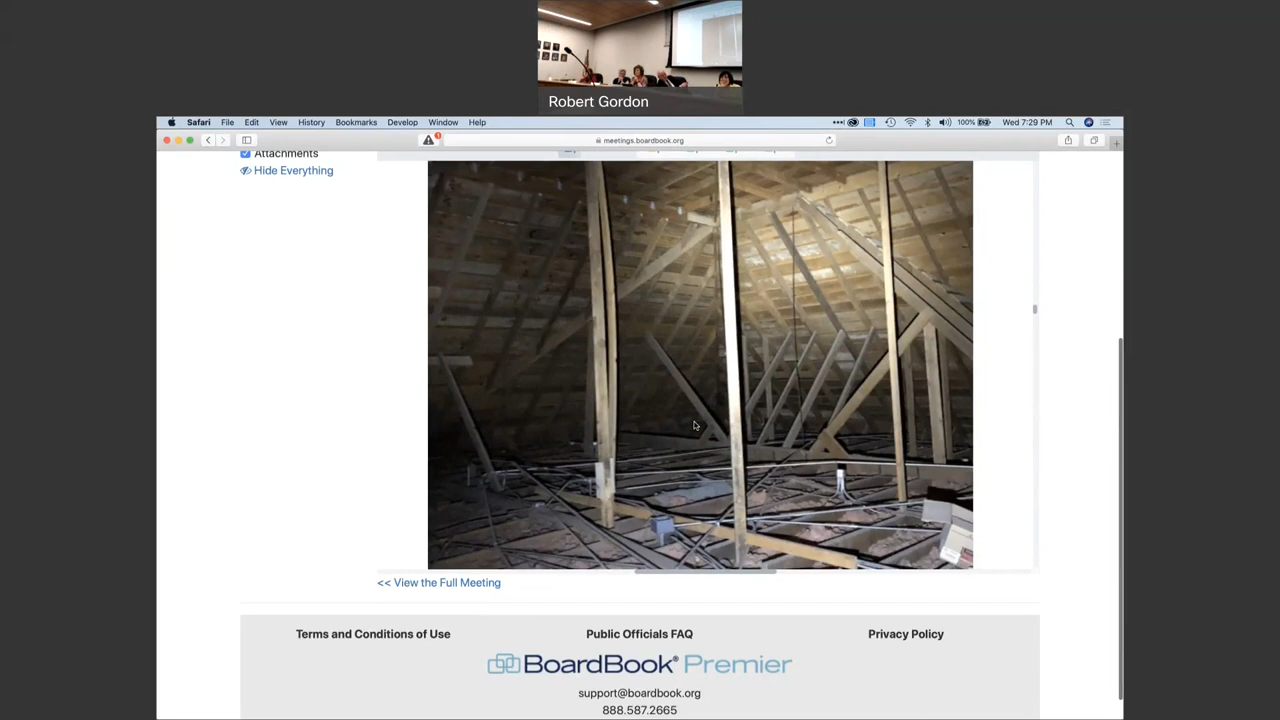 Robert Gordon
Safari File Edit View History Bookmarks Develop Window Help
100% Wed 7:29 PM
1
meetings.boardbook.org
Attachments
Hide Everything
<< View the Full Meeting
Terms and Conditions of Use Public Officials FAQ Privacy Policy
BoardBook® Premier
support@boardbook.org
888.587.2665